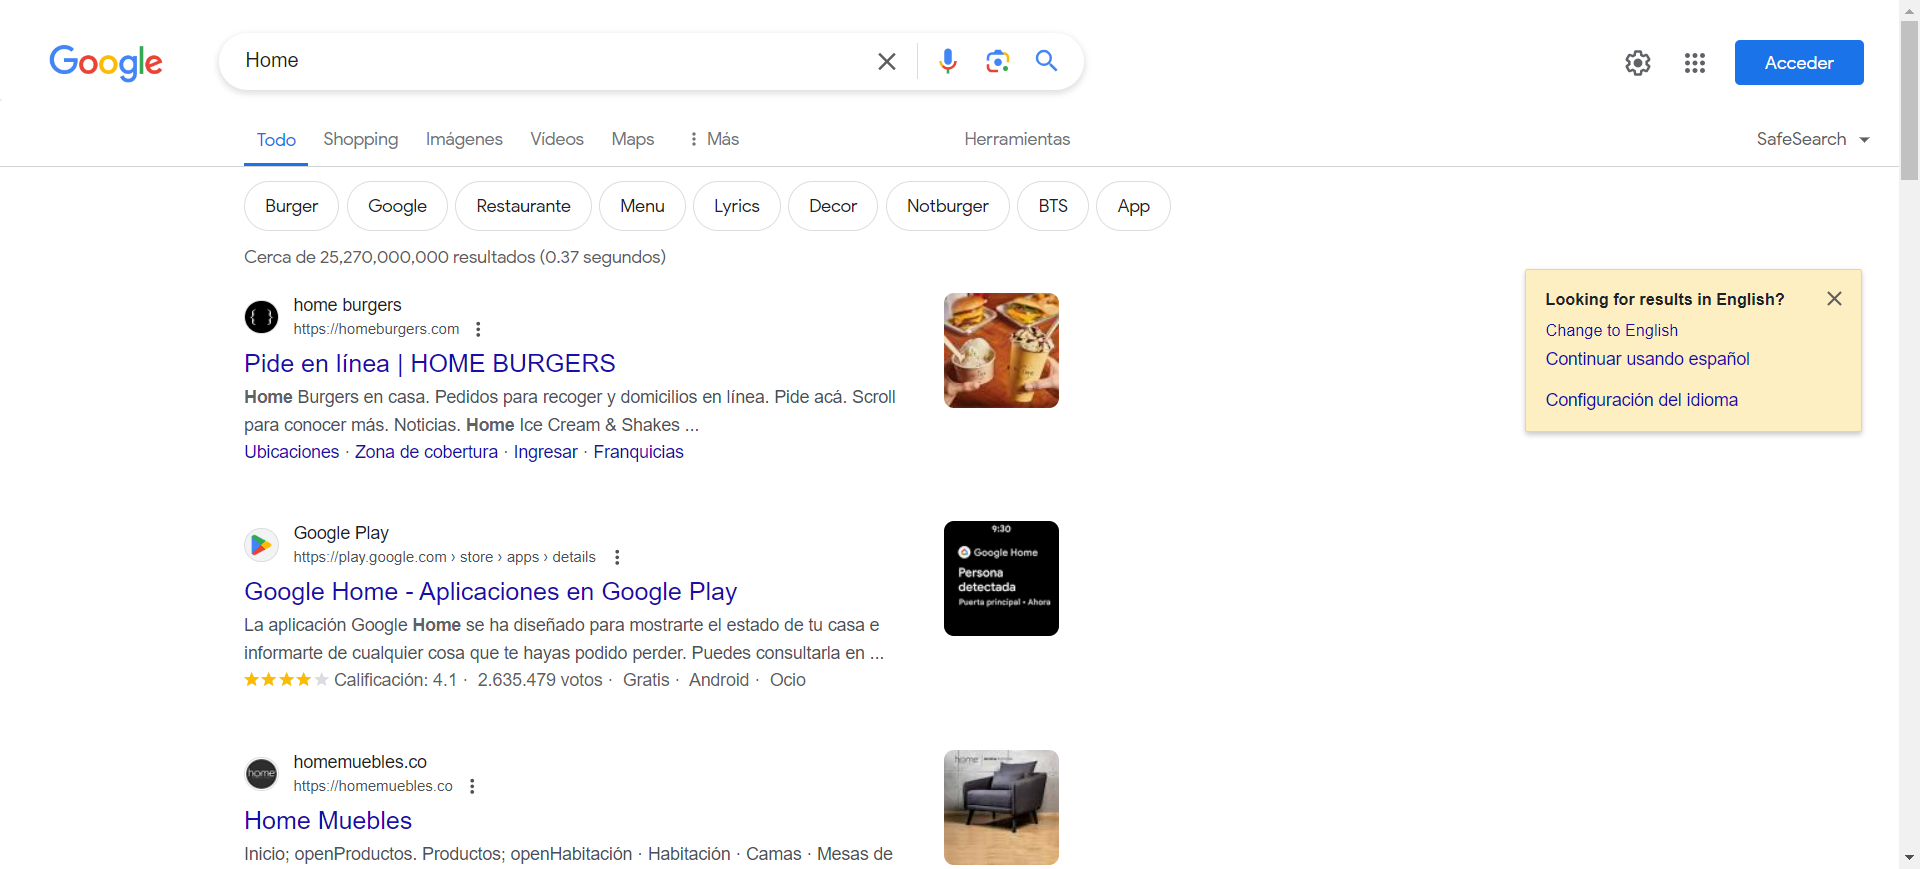 Google
Home
Acceder
Todo
Shopping
Imágenes
Videos
Maps
Más
Herramientas
SafeSearch
Burger
Google
Restaurante
Menu
Lyrics
Decor
Notburger
BTS
App
Cerca de 25,270,000,000 resultados (0.37 segundos)
home burgers
https://homeburgers.com
Pide en línea | HOME BURGERS
Home Burgers en casa. Pedidos para recoger y domicilios en línea. Pide acá. Scroll
para conocer más. Noticias. Home Ice Cream & Shakes ...
Ubicaciones · Zona de cobertura · Ingresar · Franquicias
Looking for results in English?
Change to English
Continuar usando español
Configuración del idioma
Google Play
https://play.google.com › store › apps › details
Google Home - Aplicaciones en Google Play
La aplicación Google Home se ha diseñado para mostrarte el estado de tu casa e
informarte de cualquier cosa que te hayas podido perder. Puedes consultarla en ...
Calificación: 4.1 · 2.635.479 votos · Gratis · Android · Ocio
9:30
Google Home
Persona
detectada
Puerta principal • Ahora
home
homemuebles.co
https://homemuebles.co
Home Muebles
Inicio; openProductos. Productos; openHabitación · Habitación · Camas · Mesas de
home